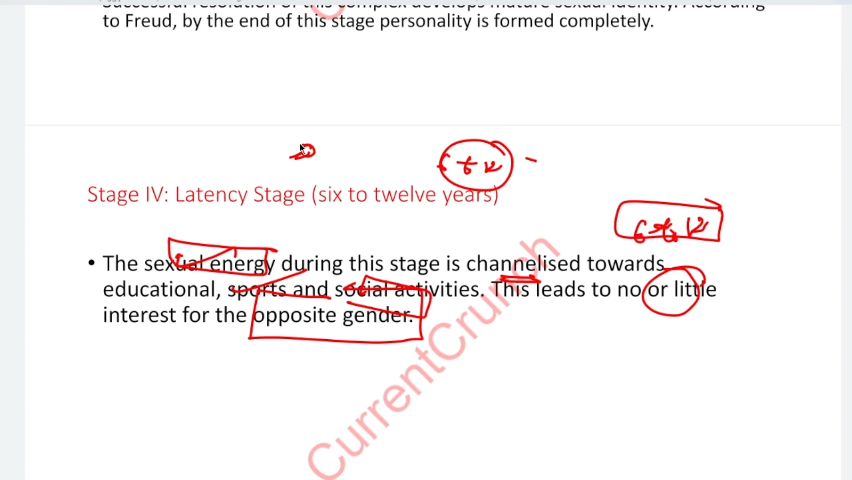 to Freud, by the end of this stage personality is formed completely.
6 to 12
Stage IV: Latency Stage (six to twelve years)
6 to 12
• The sexual energy during this stage is channelised towards
educational, sports and social activities. This leads to no or little
interest for the opposite gender.
CurrentCrunch